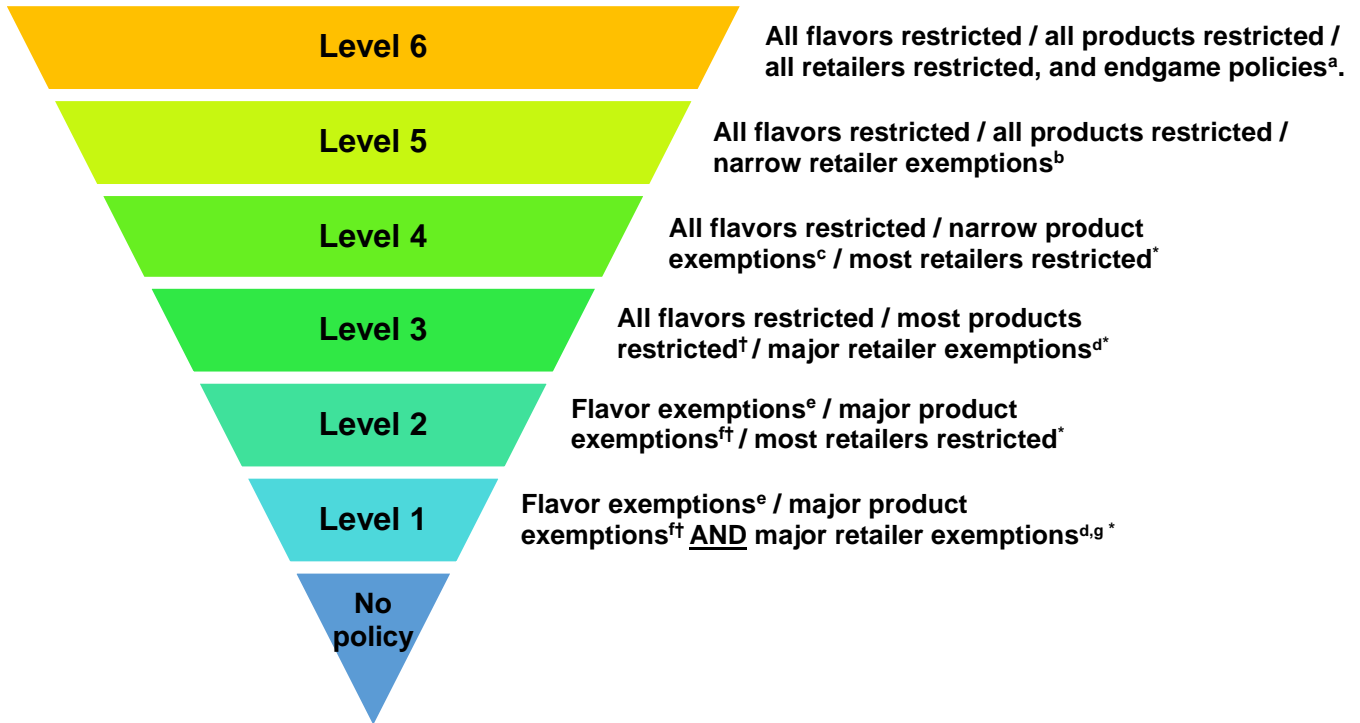 Level 6
All flavors restricted / all products restricted /
all retailers restricted, and endgame policiesᵃ.
Level 5
All flavors restricted / all products restricted /
narrow retailer exemptionsᵇ
Level 4
All flavors restricted / narrow product
exemptionsᶜ / most retailers restricted*
Level 3
All flavors restricted / most products
restricted† / major retailer exemptionsᵈ*
Level 2
Flavor exemptionsᵉ / major product
exemptionsᶠ† / most retailers restricted*
Level 1
Flavor exemptionsᵉ / major product
exemptionsᶠ† AND major retailer exemptionsᵈ,ᵍ *
No
policy